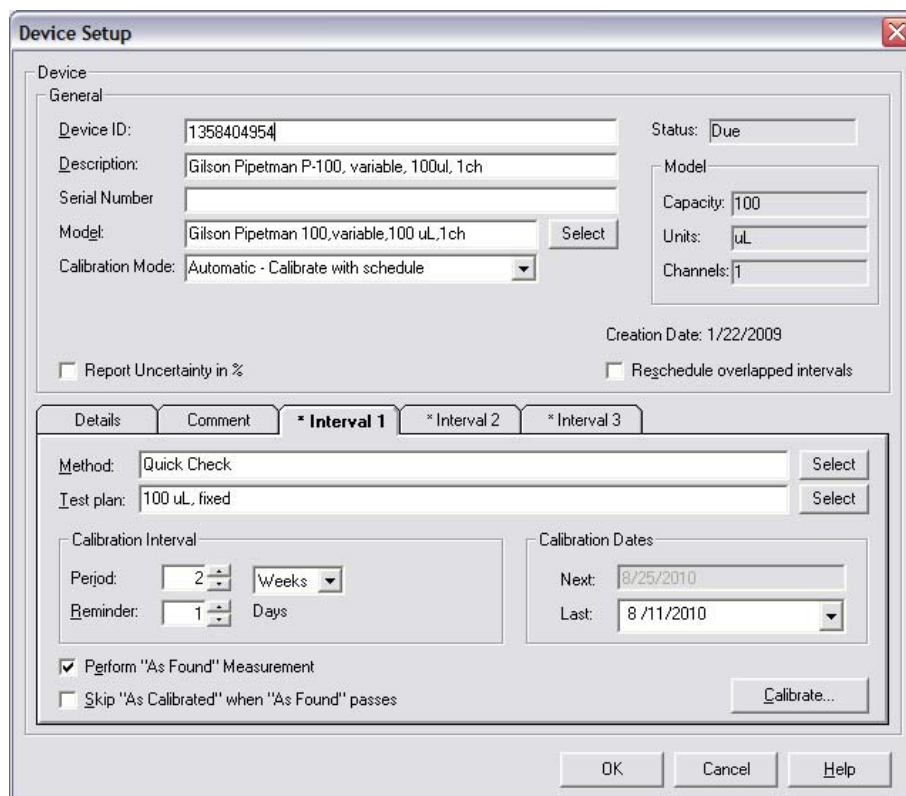 Device Setup
Device
General
Device ID: 1358404954 Status: Due
Description: Gilson Pipetman P-100, variable, 100ul, 1ch Model
Serial Number Capacity: 100
Model: Gilson Pipetman 100,variable,100 uL,1ch Select Units: uL
Calibration Mode: Automatic - Calibrate with schedule Channels: 1
Creation Date: 1/22/2009
Report Uncertainty in % Reschedule overlapped intervals
Details Comment * Interval 1 * Interval 2 * Interval 3
Method: Quick Check Select
Test plan: 100 uL, fixed Select
Calibration Interval Calibration Dates
Period: 2 Weeks Next: 8/25/2010
Reminder: 1 Days Last: 8 /11/2010
Perform "As Found" Measurement
Skip "As Calibrated" when "As Found" passes Calibrate...
OK Cancel Help